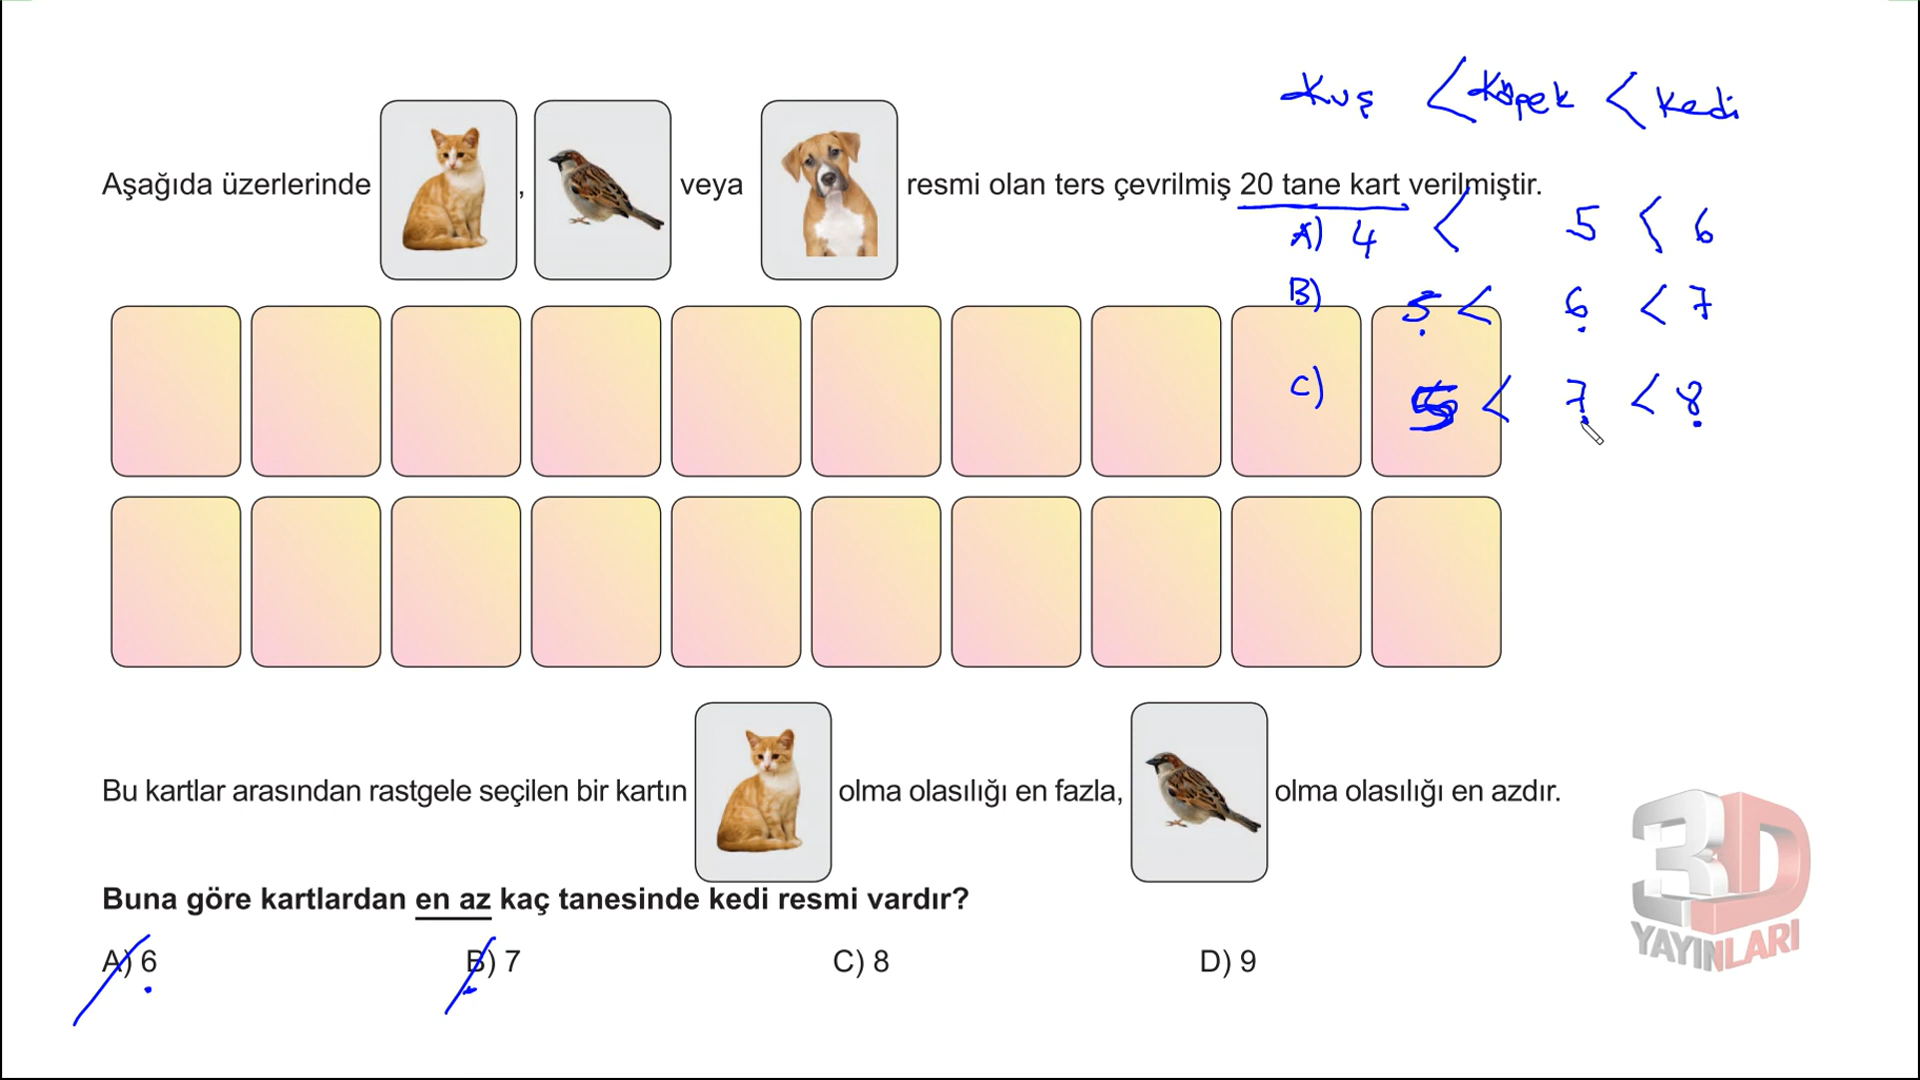 Kuş < Köpek < Kedi
Aşağıda üzerlerinde , veya resmi olan ters çevrilmiş 20 tane kart verilmiştir.
A) 4 < 5 < 6
B) 5 < 6 < 7
C) 5 < 7 < 8
Bu kartlar arasından rastgele seçilen bir kartın olma olasılığı en fazla, olma olasılığı en azdır.
Buna göre kartlardan en az kaç tanesinde kedi resmi vardır?
A) 6 B) 7 C) 8 D) 9
3D
YAYINLARI